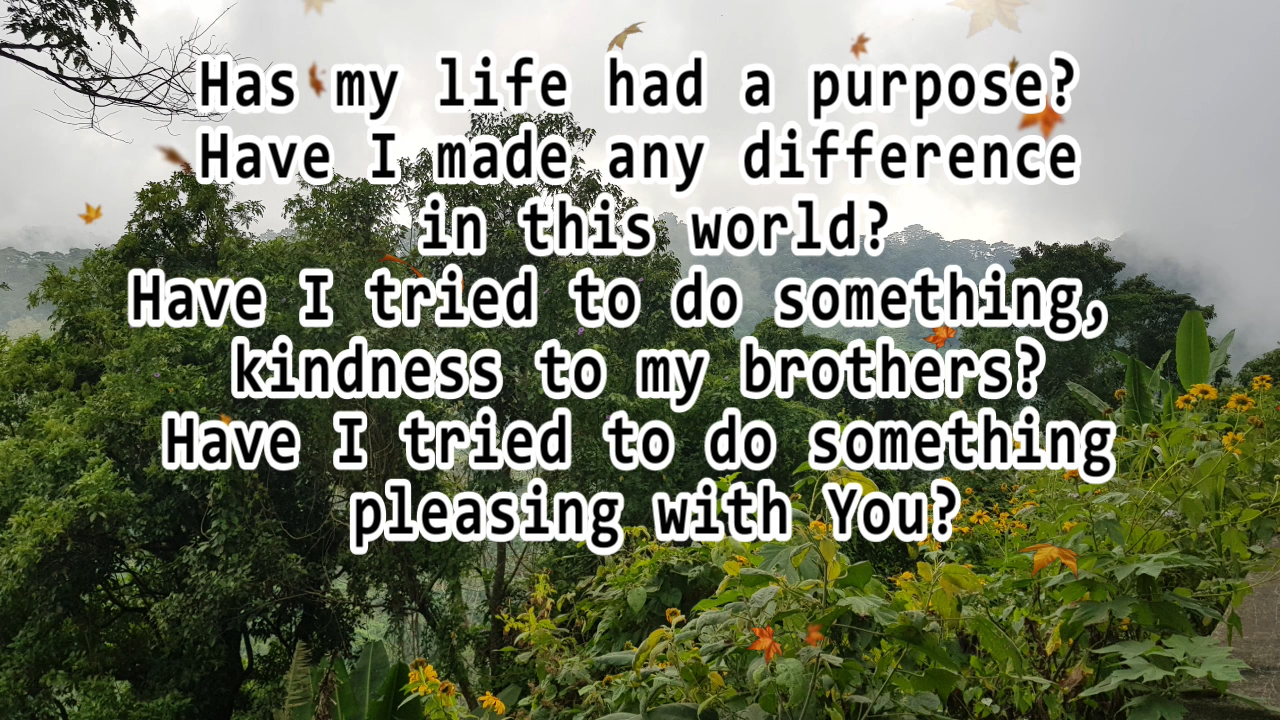 Has my life had a purpose?
Have I made any difference
in this world?
Have I tried to do something,
kindness to my brothers?
Have I tried to do something
pleasing with You?